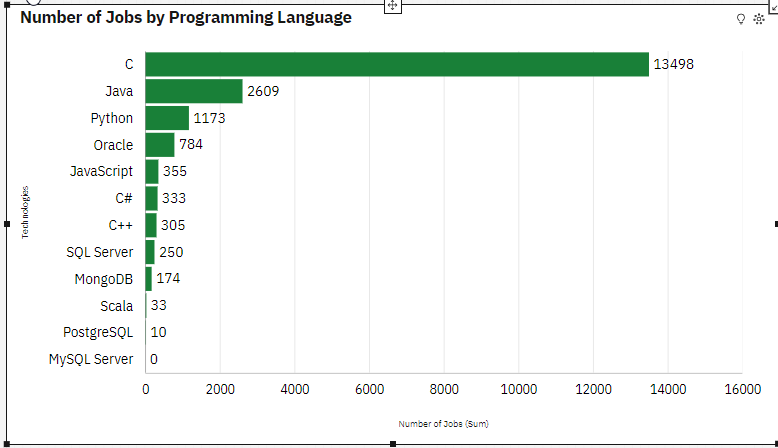 Number of Jobs by Programming Language
C 13498
Java 2609
Python 1173
Oracle 784
JavaScript 355
C# 333
C++ 305
SQL Server 250
MongoDB 174
Scala 33
PostgreSQL 10
MySQL Server 0
Technologies
0 2000 4000 6000 8000 10000 12000 14000 16000
Number of Jobs (Sum)